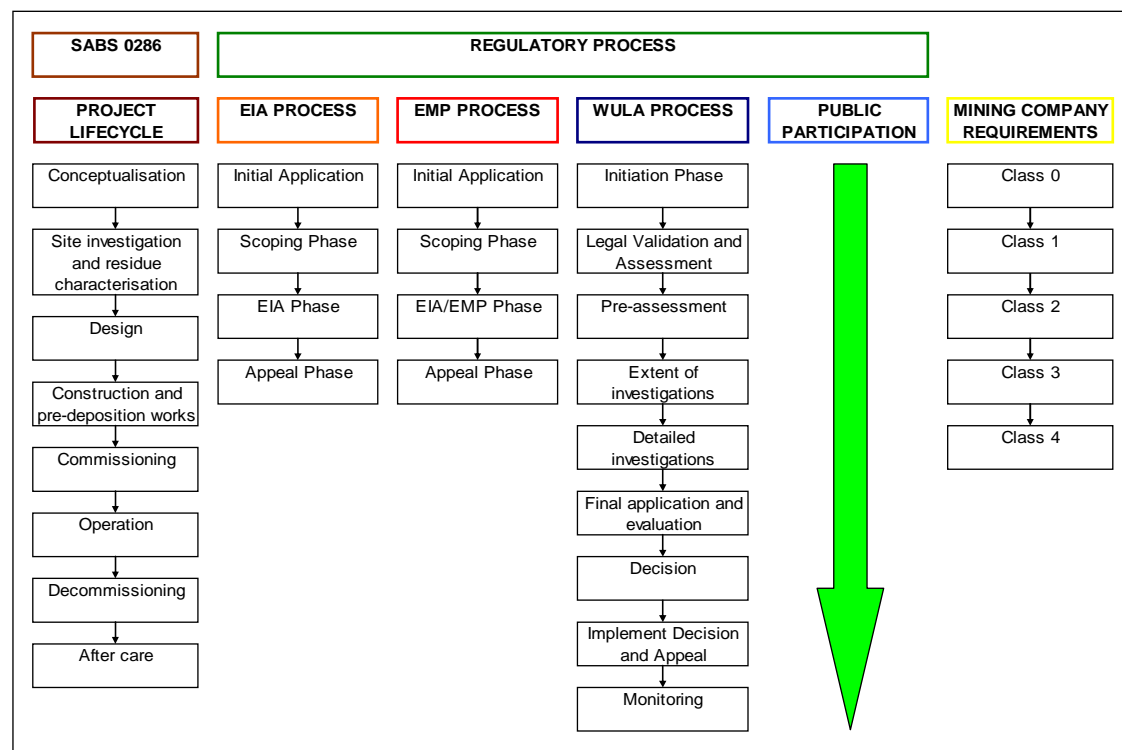 SABS 0286
REGULATORY PROCESS
PROJECT
LIFECYCLE
EIA PROCESS
EMP PROCESS
WULA PROCESS
PUBLIC
PARTICIPATION
MINING COMPANY
REQUIREMENTS
Conceptualisation
Site investigation
and residue
characterisation
Design
Construction and
pre-deposition works
Commissioning
Operation
Decommissioning
After care
Initial Application
Scoping Phase
EIA Phase
Appeal Phase
Initial Application
Scoping Phase
EIA/EMP Phase
Appeal Phase
Initiation Phase
Legal Validation and
Assessment
Pre-assessment
Extent of
investigations
Detailed
investigations
Final application and
evaluation
Decision
Implement Decision
and Appeal
Monitoring
Class 0
Class 1
Class 2
Class 3
Class 4